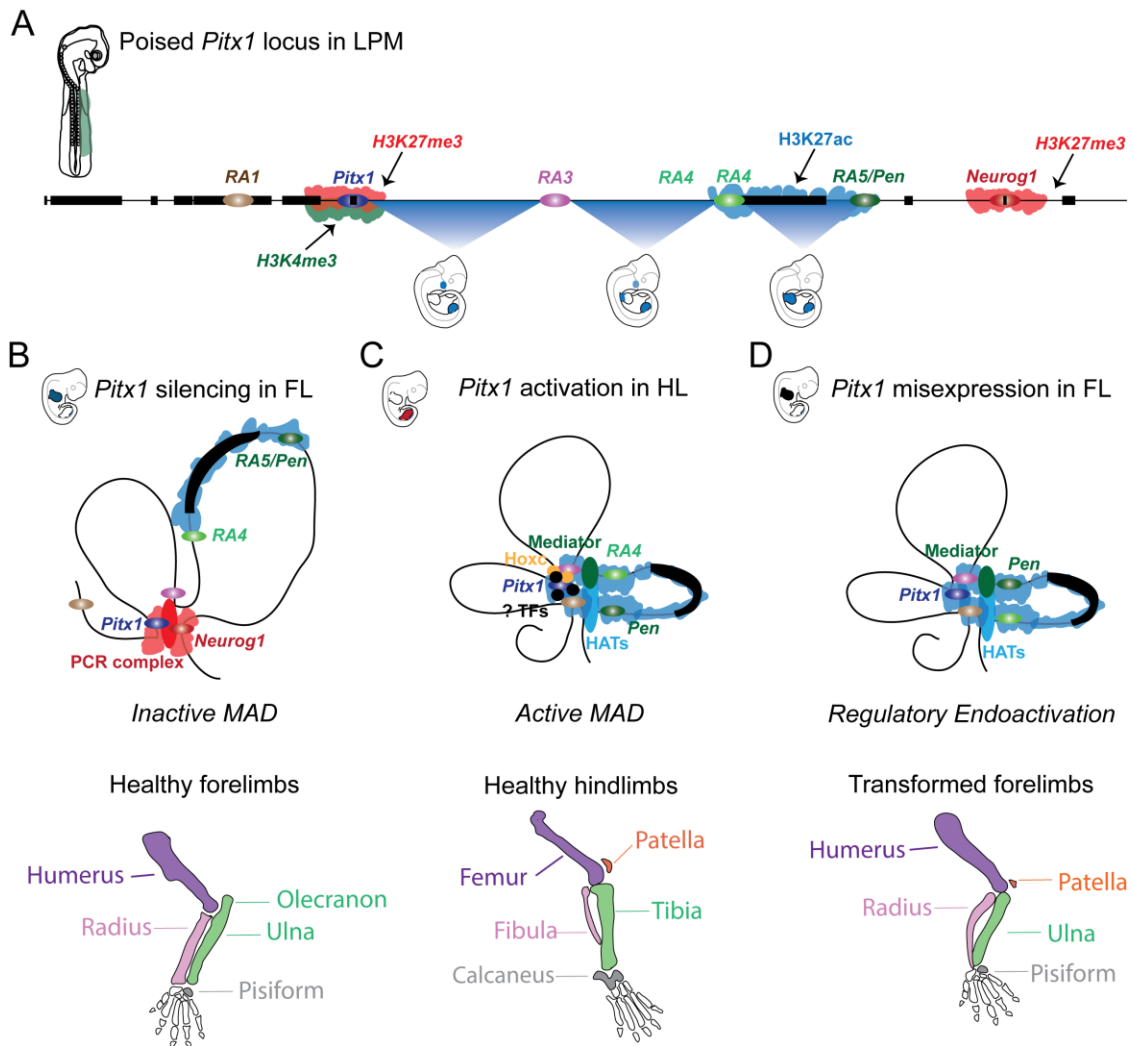 A
Poised Pitx1 locus in LPM
H3K27me3
H3K27ac
H3K27me3
RA1
Pitx1
RA3
RA4
RA4
RA5/Pen
Neurog1
H3K4me3
B
Pitx1 silencing in FL
RA5/Pen
RA4
Pitx1
Neurog1
PCR complex
Inactive MAD
Healthy forelimbs
Humerus
Olecranon
Radius
Ulna
Pisiform
C
Pitx1 activation in HL
Mediator
RA4
Hoxc
Pitx1
? TFs
Pen
HATs
Active MAD
Healthy hindlimbs
Patella
Femur
Tibia
Fibula
Calcaneus
D
Pitx1 misexpression in FL
Mediator
Pen
Pitx1
HATs
Regulatory Endoactivation
Transformed forelimbs
Humerus
Patella
Radius
Ulna
Pisiform